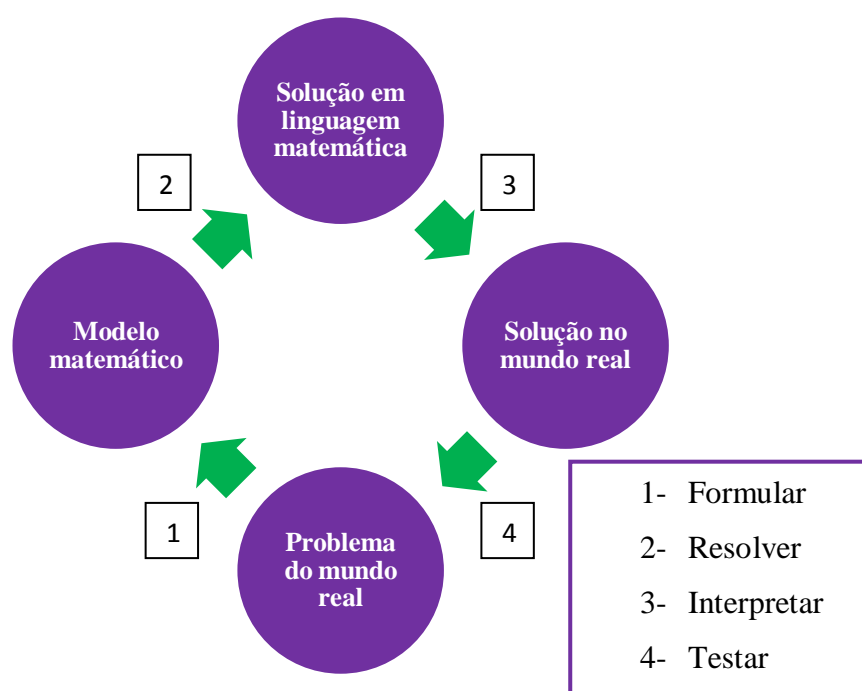 Solução em
linguagem
matemática
2
3
Modelo
matemático
Solução no
mundo real
1
Problema
do mundo
real
4
1- Formular
2- Resolver
3- Interpretar
4- Testar